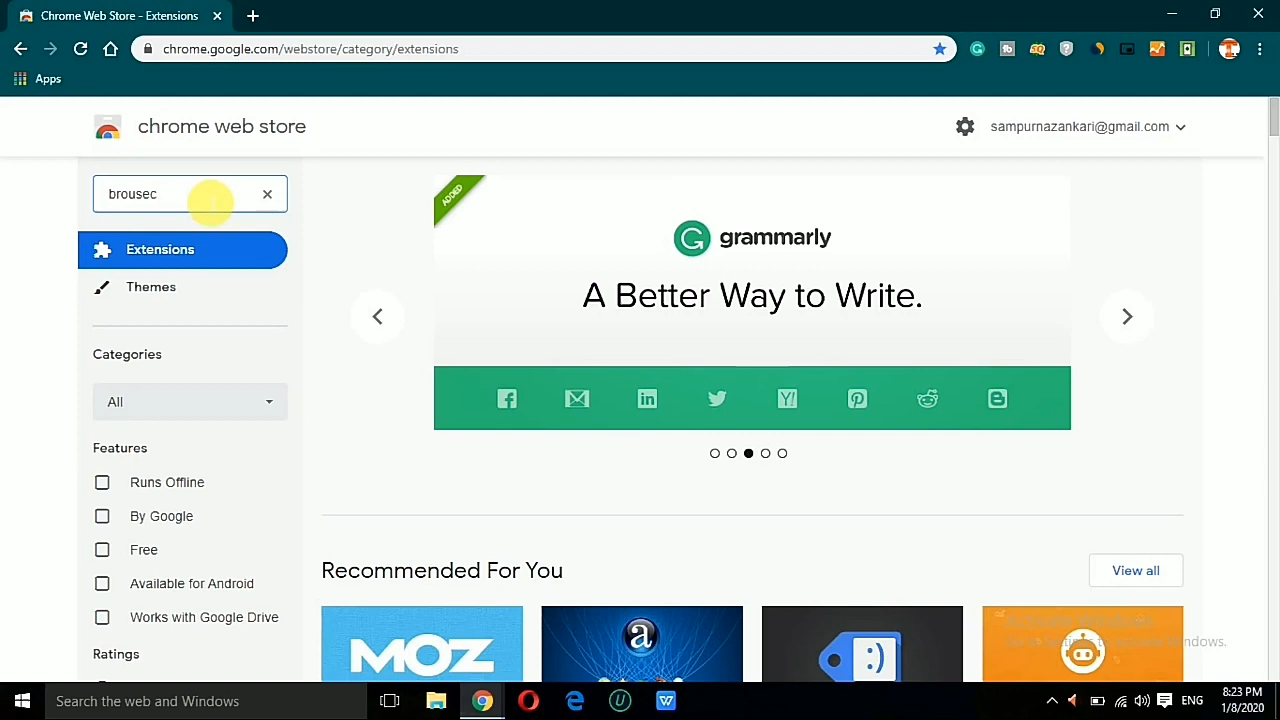 Chrome Web Store - Extensions
chrome.google.com/webstore/category/extensions
Apps
chrome web store
sampurnazankari@gmail.com
brousec
Extensions
Themes
Categories
All
Features
Runs Offline
By Google
Free
Available for Android
Works with Google Drive
Ratings
ADDED
grammarly
A Better Way to Write.
Recommended For You
View all
MOZ
a
Search the web and Windows
ENG
8:23 PM
1/8/2020